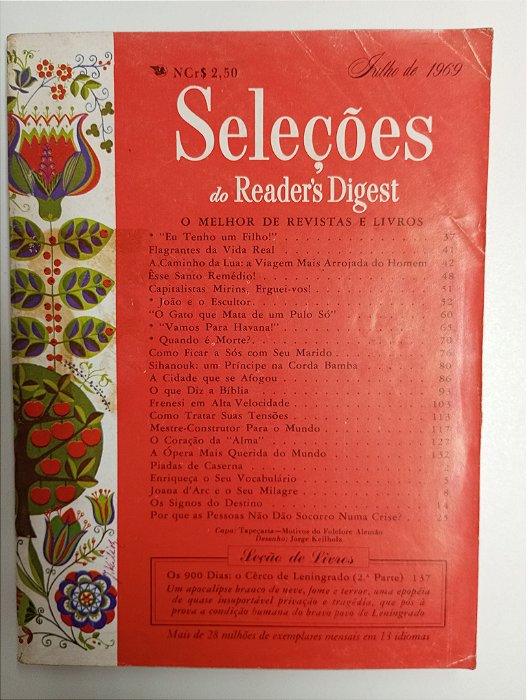 NCr$ 2,50
Julho de 1969
Seleções
do Reader's Digest
O MELHOR DE REVISTAS E LIVROS
* "Eu Tenho um Filho!" 37
Flagrantes da Vida Real 41
A Caminho da Lua: a Viagem Mais Arrojada do Homem 42
Êsse Santo Remédio! 48
Capitalistas Mirins, Erguei-vos! 51
* João e o Escultor 52
"O Gato que Mata de um Pulo Só" 60
* "Vamos Para Havana!" 65
* Quando é Morte? 70
Como Ficar a Sós com Seu Marido 76
Sihanouk: um Príncipe na Corda Bamba 80
A Cidade que se Afogou 86
O que Diz a Bíblia 93
Frenesi em Alta Velocidade 103
Como Tratar Suas Tensões 113
Mestre-Construtor Para o Mundo 117
O Coração da "Alma" 127
A Ópera Mais Querida do Mundo 132
Piadas de Caserna 2
Enriqueça o Seu Vocabulário 5
Joana d'Arc e o Seu Milagre 8
Os Signos do Destino 14
Por que as Pessoas Não Dão Socorro Numa Crise? 25
Capa: Tapeçaria—Motivos do Folclore Alemão
Desenho: Jorge Keilholz
Seção de Livros
Os 900 Dias: o Cêrco de Leningrado (2.ª Parte) 137
Um apocalipse branco de neve, fome e terror, uma epopéia
de quase insuportável privação e tragédia, que pôs à
prova a condição humana do bravo povo de Leningrado
Mais de 28 milhões de exemplares mensais em 13 idiomas